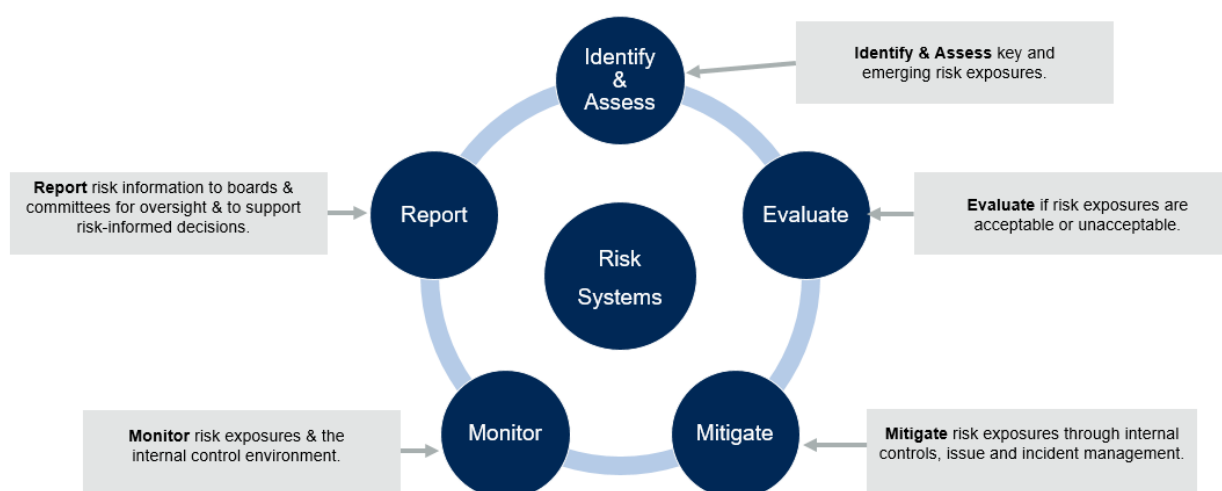 Identify
&
Assess
Identify & Assess key and
emerging risk exposures.
Report risk information to boards &
committees for oversight & to support
risk-informed decisions.
Report
Evaluate
Evaluate if risk exposures are
acceptable or unacceptable.
Risk
Systems
Monitor risk exposures & the
internal control environment.
Monitor
Mitigate
Mitigate risk exposures through internal
controls, issue and incident management.